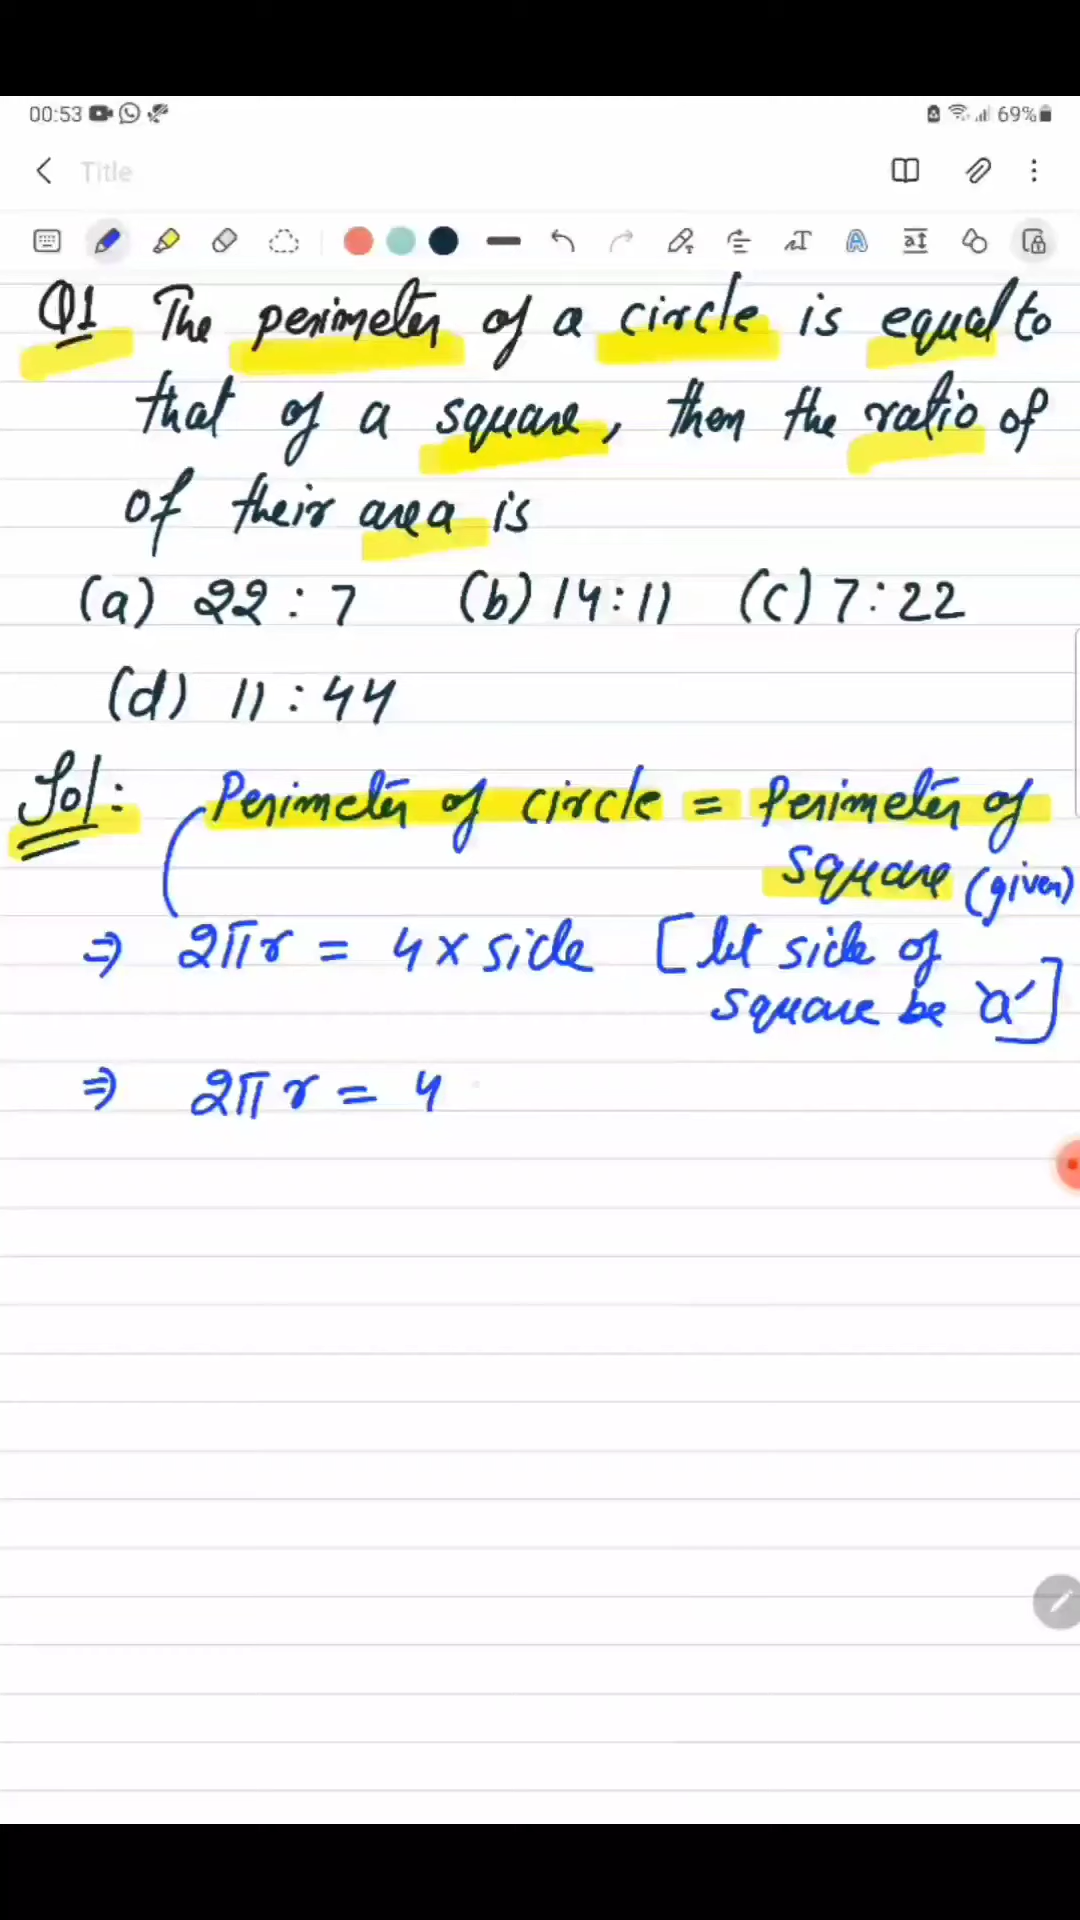 00:53
69%
Title
Q1 The perimeter of a circle is equal to
that of a square, then the ratio of
of their area is
(a) 22 : 7 (b) 14:11 (c) 7:22
(d) 11 : 44
Sol: Perimeter of circle = Perimeter of
square (given)
⇒ 2πr = 4 x side [let side of
square be 'a']
⇒ 2πr = 4